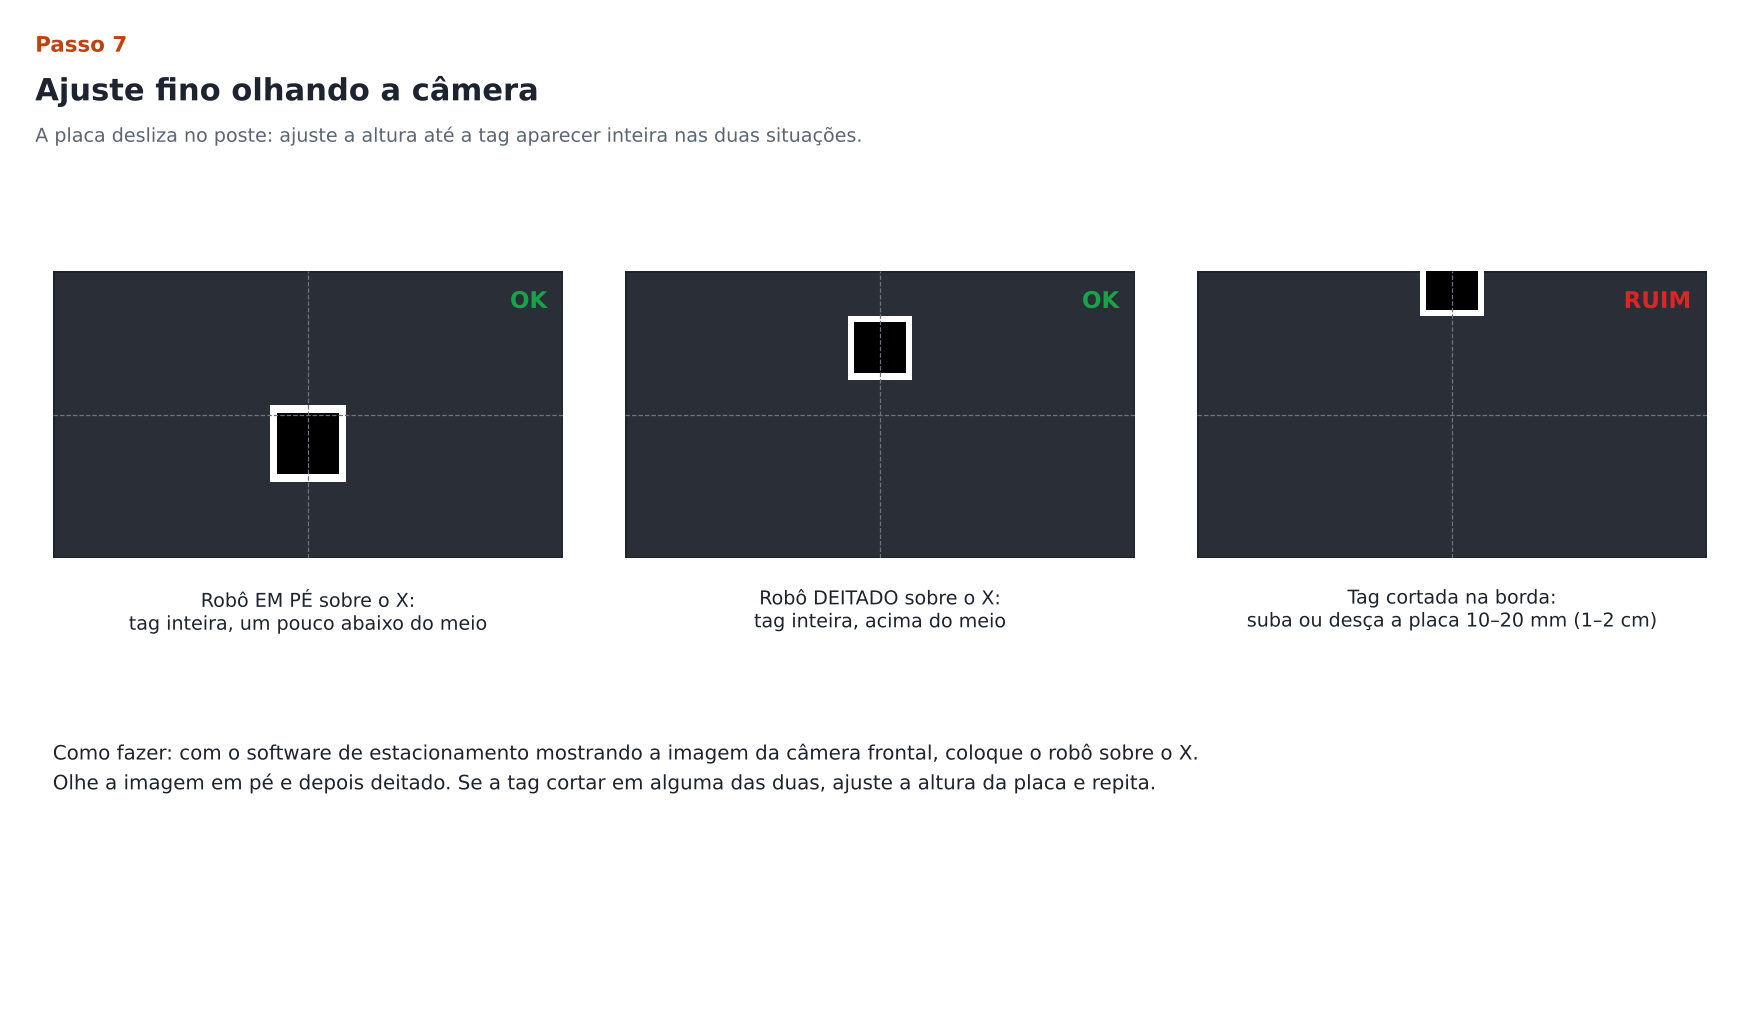 Passo 7
Ajuste fino olhando a câmera
A placa desliza no poste: ajuste a altura até a tag aparecer inteira nas duas situações.
OK
OK
RUIM
Robô EM PÉ sobre o X:
tag inteira, um pouco abaixo do meio
Robô DEITADO sobre o X:
tag inteira, acima do meio
Tag cortada na borda:
suba ou desça a placa 10–20 mm (1–2 cm)
Como fazer: com o software de estacionamento mostrando a imagem da câmera frontal, coloque o robô sobre o X.
Olhe a imagem em pé e depois deitado. Se a tag cortar em alguma das duas, ajuste a altura da placa e repita.